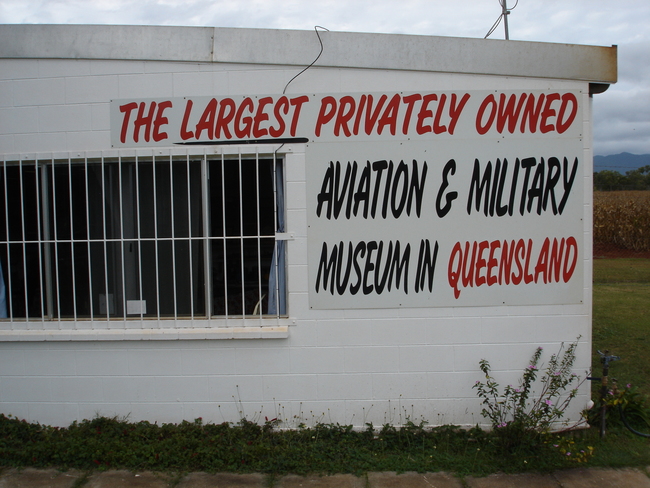 THE LARGEST PRIVATELY OWNED
AVIATION & MILITARY
MUSEUM IN QUEENSLAND